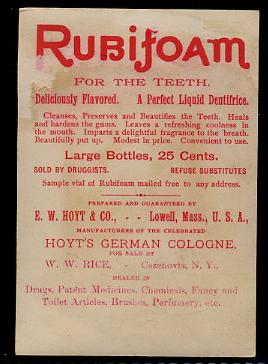 RUBIFOAM
FOR THE TEETH.
Deliciously Flavored. A Perfect Liquid Dentifrice.
Cleanses, Preserves and Beautifies the Teeth. Heals
and hardens the gums. Leaves a refreshing coolness in
the mouth. Imparts a delightful fragrance to the breath.
Beautifully put up. Modest in price. Convenient to use.
Large Bottles, 25 Cents.
SOLD BY DRUGGISTS. REFUSE SUBSTITUTES
Sample vial of Rubifoam mailed free to any address.
PREPARED AND GUARANTEED BY
E. W. HOYT & CO., - - Lowell, Mass., U. S. A.,
MANUFACTURERS OF THE CELEBRATED
HOYT'S GERMAN COLOGNE.
FOR SALE BY
W. W. RICE, - Cazenovia, N. Y.,
DEALER IN
Drugs, Patent Medicines, Chemicals, Fancy and
Toilet Articles, Brushes, Perfumery, etc.